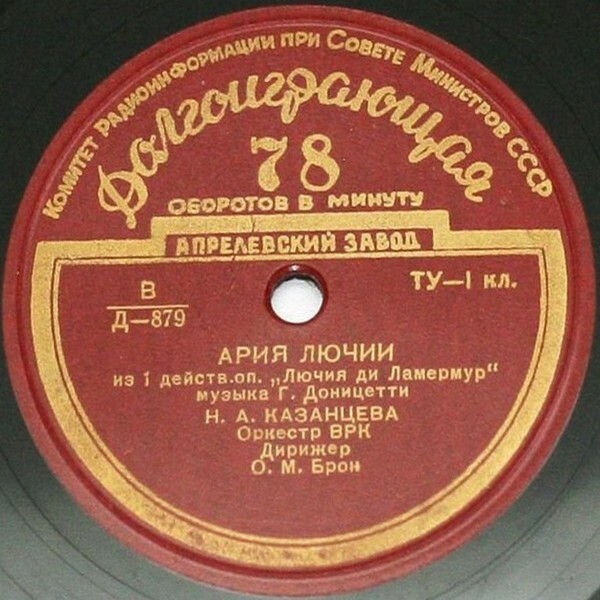 Комитет радиоинформации при Совете Министров СССР
Долгоиграющая
78
ОБОРОТОВ В МИНУТУ
АПРЕЛЕВСКИЙ ЗАВОД
В
Д—879
ТУ—I кл.
АРИЯ ЛЮЧИИ
из 1 действ.оп. „Лючия ди Ламермур"
музыка Г. Доницетти
Н. А. КАЗАНЦЕВА
Оркестр ВРК
Дирижер
О. М. Брон